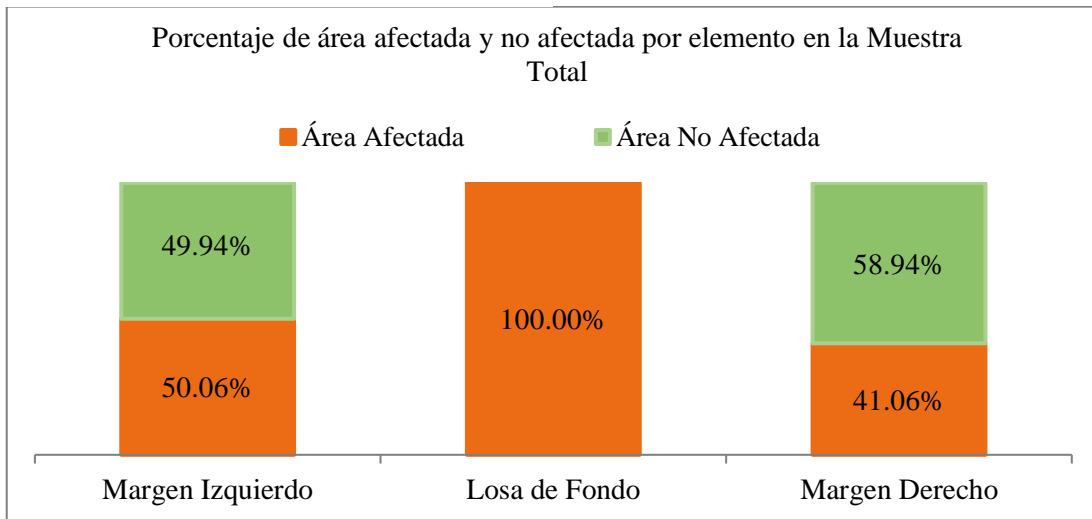 Porcentaje de área afectada y no afectada por elemento en la Muestra
Total
Área Afectada
Área No Afectada
49.94%
50.06%
100.00%
58.94%
41.06%
Margen Izquierdo
Losa de Fondo
Margen Derecho